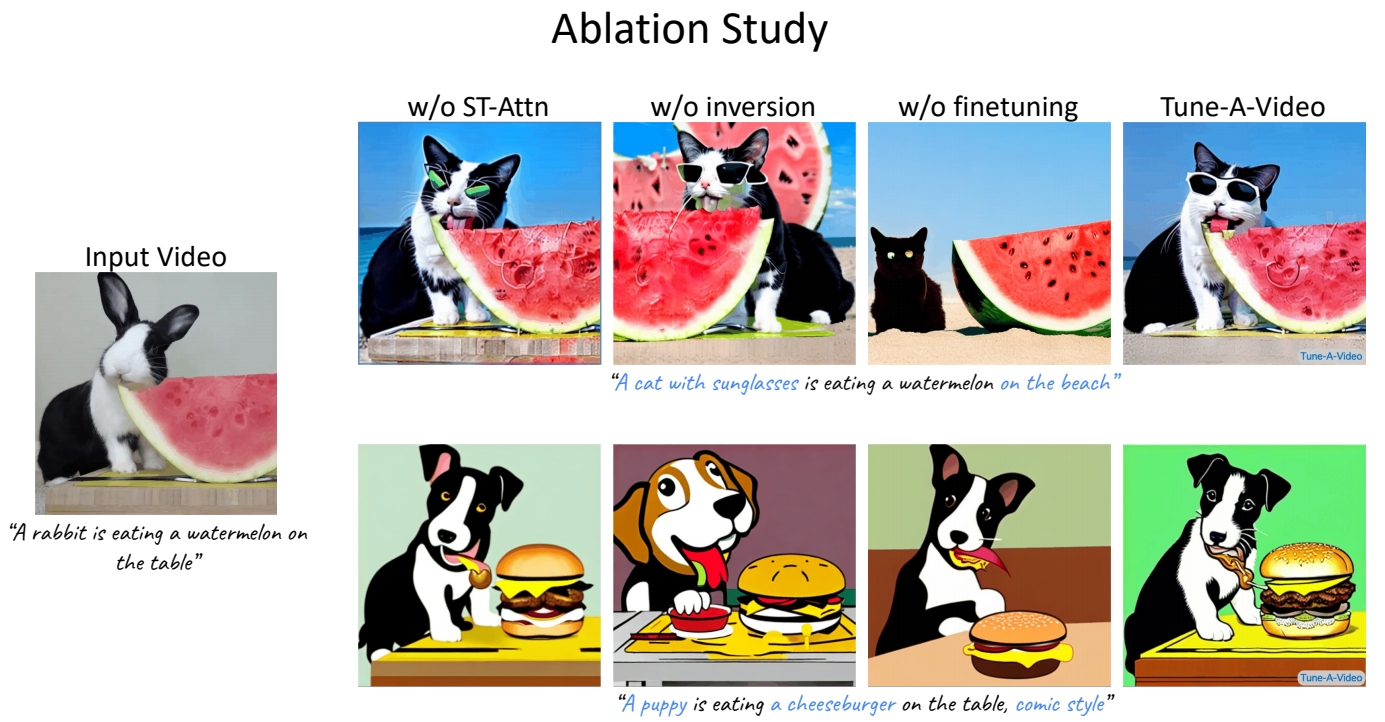 Ablation Study
w/o ST-Attn
w/o inversion
w/o finetuning
Tune-A-Video
Input Video
Tune-A-Video
“A cat with sunglasses is eating a watermelon on the beach”
“A rabbit is eating a watermelon on
the table”
Tune-A-Video
“A puppy is eating a cheeseburger on the table, comic style”